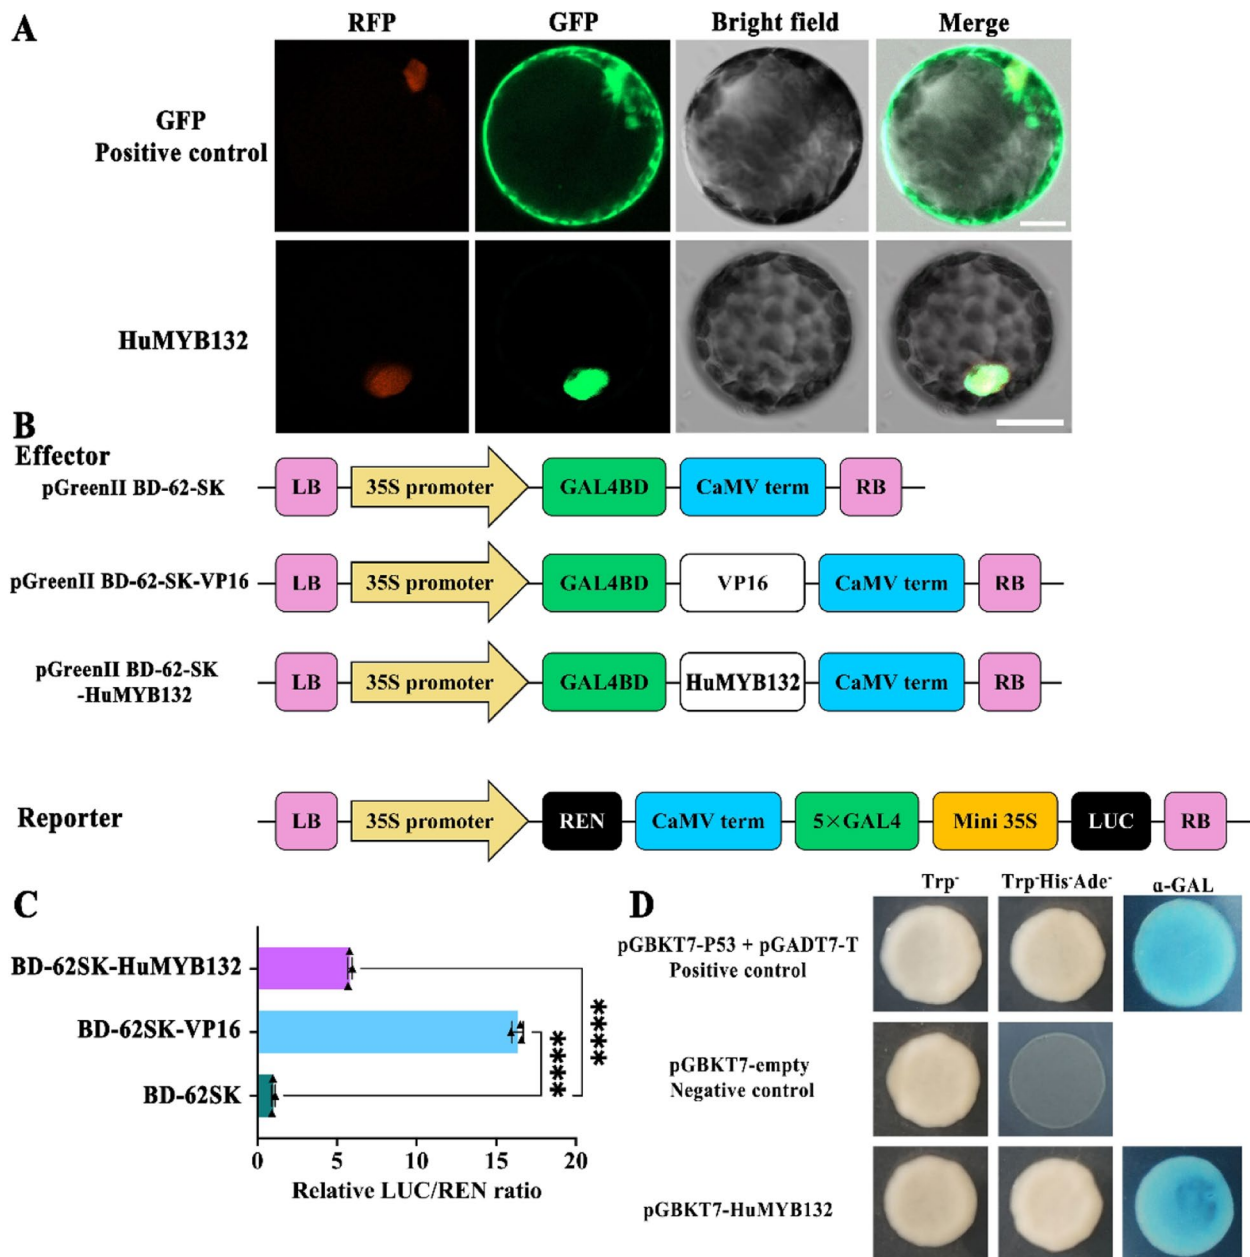 A
RFP GFP Bright field Merge
GFP
Positive control
HuMYB132
B
Effector
pGreenII BD-62-SK
LB 35S promoter GAL4BD CaMV term RB
pGreenII BD-62-SK-VP16
LB 35S promoter GAL4BD VP16 CaMV term RB
pGreenII BD-62-SK
-HuMYB132
LB 35S promoter GAL4BD HuMYB132 CaMV term RB
Reporter
LB 35S promoter REN CaMV term 5×GAL4 Mini 35S LUC RB
C
BD-62SK-HuMYB132
BD-62SK-VP16
BD-62SK
****
****
0 5 10 15 20
Relative LUC/REN ratio
D
Trp⁻ Trp⁻His⁻Ade⁻ α-GAL
pGBKT7-P53 + pGADT7-T
Positive control
pGBKT7-empty
Negative control
pGBKT7-HuMYB132